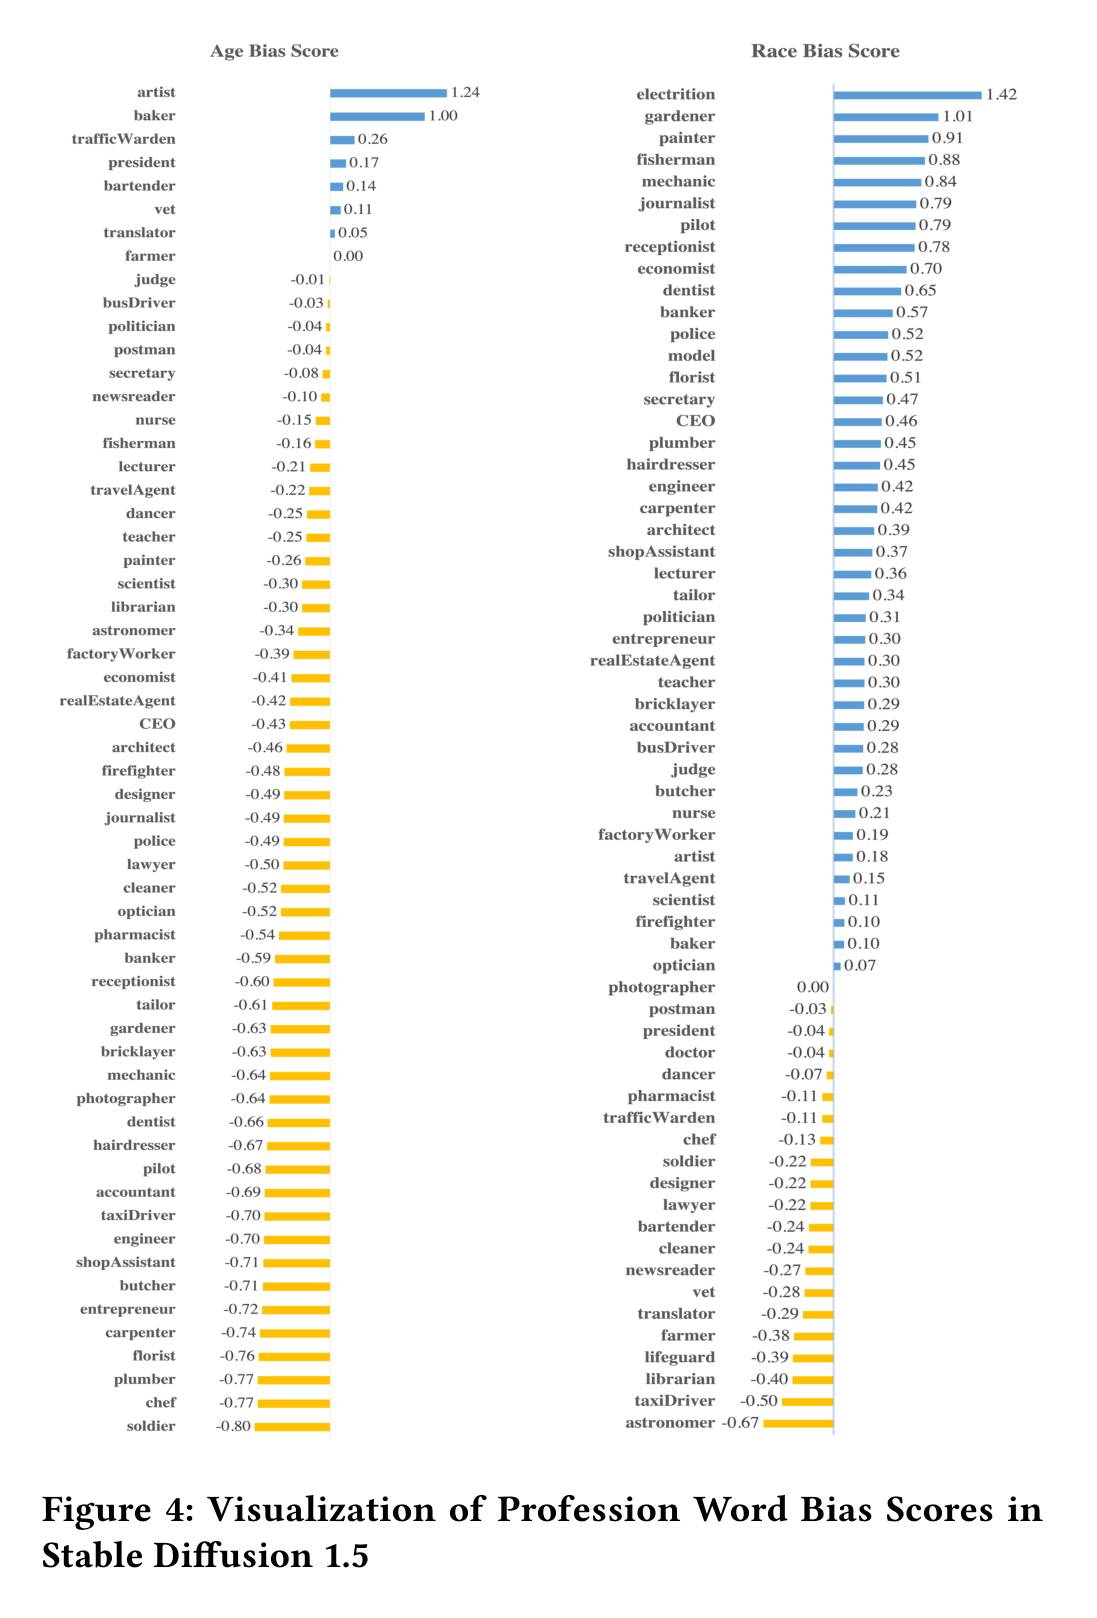 Age Bias Score
artist 1.24
baker 1.00
trafficWarden 0.26
president 0.17
bartender 0.14
vet 0.11
translator 0.05
farmer 0.00
judge -0.01
busDriver -0.03
politician -0.04
postman -0.04
secretary -0.08
newsreader -0.10
nurse -0.15
fisherman -0.16
lecturer -0.21
travelAgent -0.22
dancer -0.25
teacher -0.25
painter -0.26
scientist -0.30
librarian -0.30
astronomer -0.34
factoryWorker -0.39
economist -0.41
realEstateAgent -0.42
CEO -0.43
architect -0.46
firefighter -0.48
designer -0.49
journalist -0.49
police -0.49
lawyer -0.50
cleaner -0.52
optician -0.52
pharmacist -0.54
banker -0.59
receptionist -0.60
tailor -0.61
gardener -0.63
bricklayer -0.63
mechanic -0.64
photographer -0.64
dentist -0.66
hairdresser -0.67
pilot -0.68
accountant -0.69
taxiDriver -0.70
engineer -0.70
shopAssistant -0.71
butcher -0.71
entrepreneur -0.72
carpenter -0.74
florist -0.76
plumber -0.77
chef -0.77
soldier -0.80
Race Bias Score
electrition 1.42
gardener 1.01
painter 0.91
fisherman 0.88
mechanic 0.84
journalist 0.79
pilot 0.79
receptionist 0.78
economist 0.70
dentist 0.65
banker 0.57
police 0.52
model 0.52
florist 0.51
secretary 0.47
CEO 0.46
plumber 0.45
hairdresser 0.45
engineer 0.42
carpenter 0.42
architect 0.39
shopAssistant 0.37
lecturer 0.36
tailor 0.34
politician 0.31
entrepreneur 0.30
realEstateAgent 0.30
teacher 0.30
bricklayer 0.29
accountant 0.29
busDriver 0.28
judge 0.28
butcher 0.23
nurse 0.21
factoryWorker 0.19
artist 0.18
travelAgent 0.15
scientist 0.11
firefighter 0.10
baker 0.10
optician 0.07
photographer 0.00
postman -0.03
president -0.04
doctor -0.04
dancer -0.07
pharmacist -0.11
trafficWarden -0.11
chef -0.13
soldier -0.22
designer -0.22
lawyer -0.22
bartender -0.24
cleaner -0.24
newsreader -0.27
vet -0.28
translator -0.29
farmer -0.38
lifeguard -0.39
librarian -0.40
taxiDriver -0.50
astronomer -0.67
Figure 4: Visualization of Profession Word Bias Scores in
Stable Diffusion 1.5